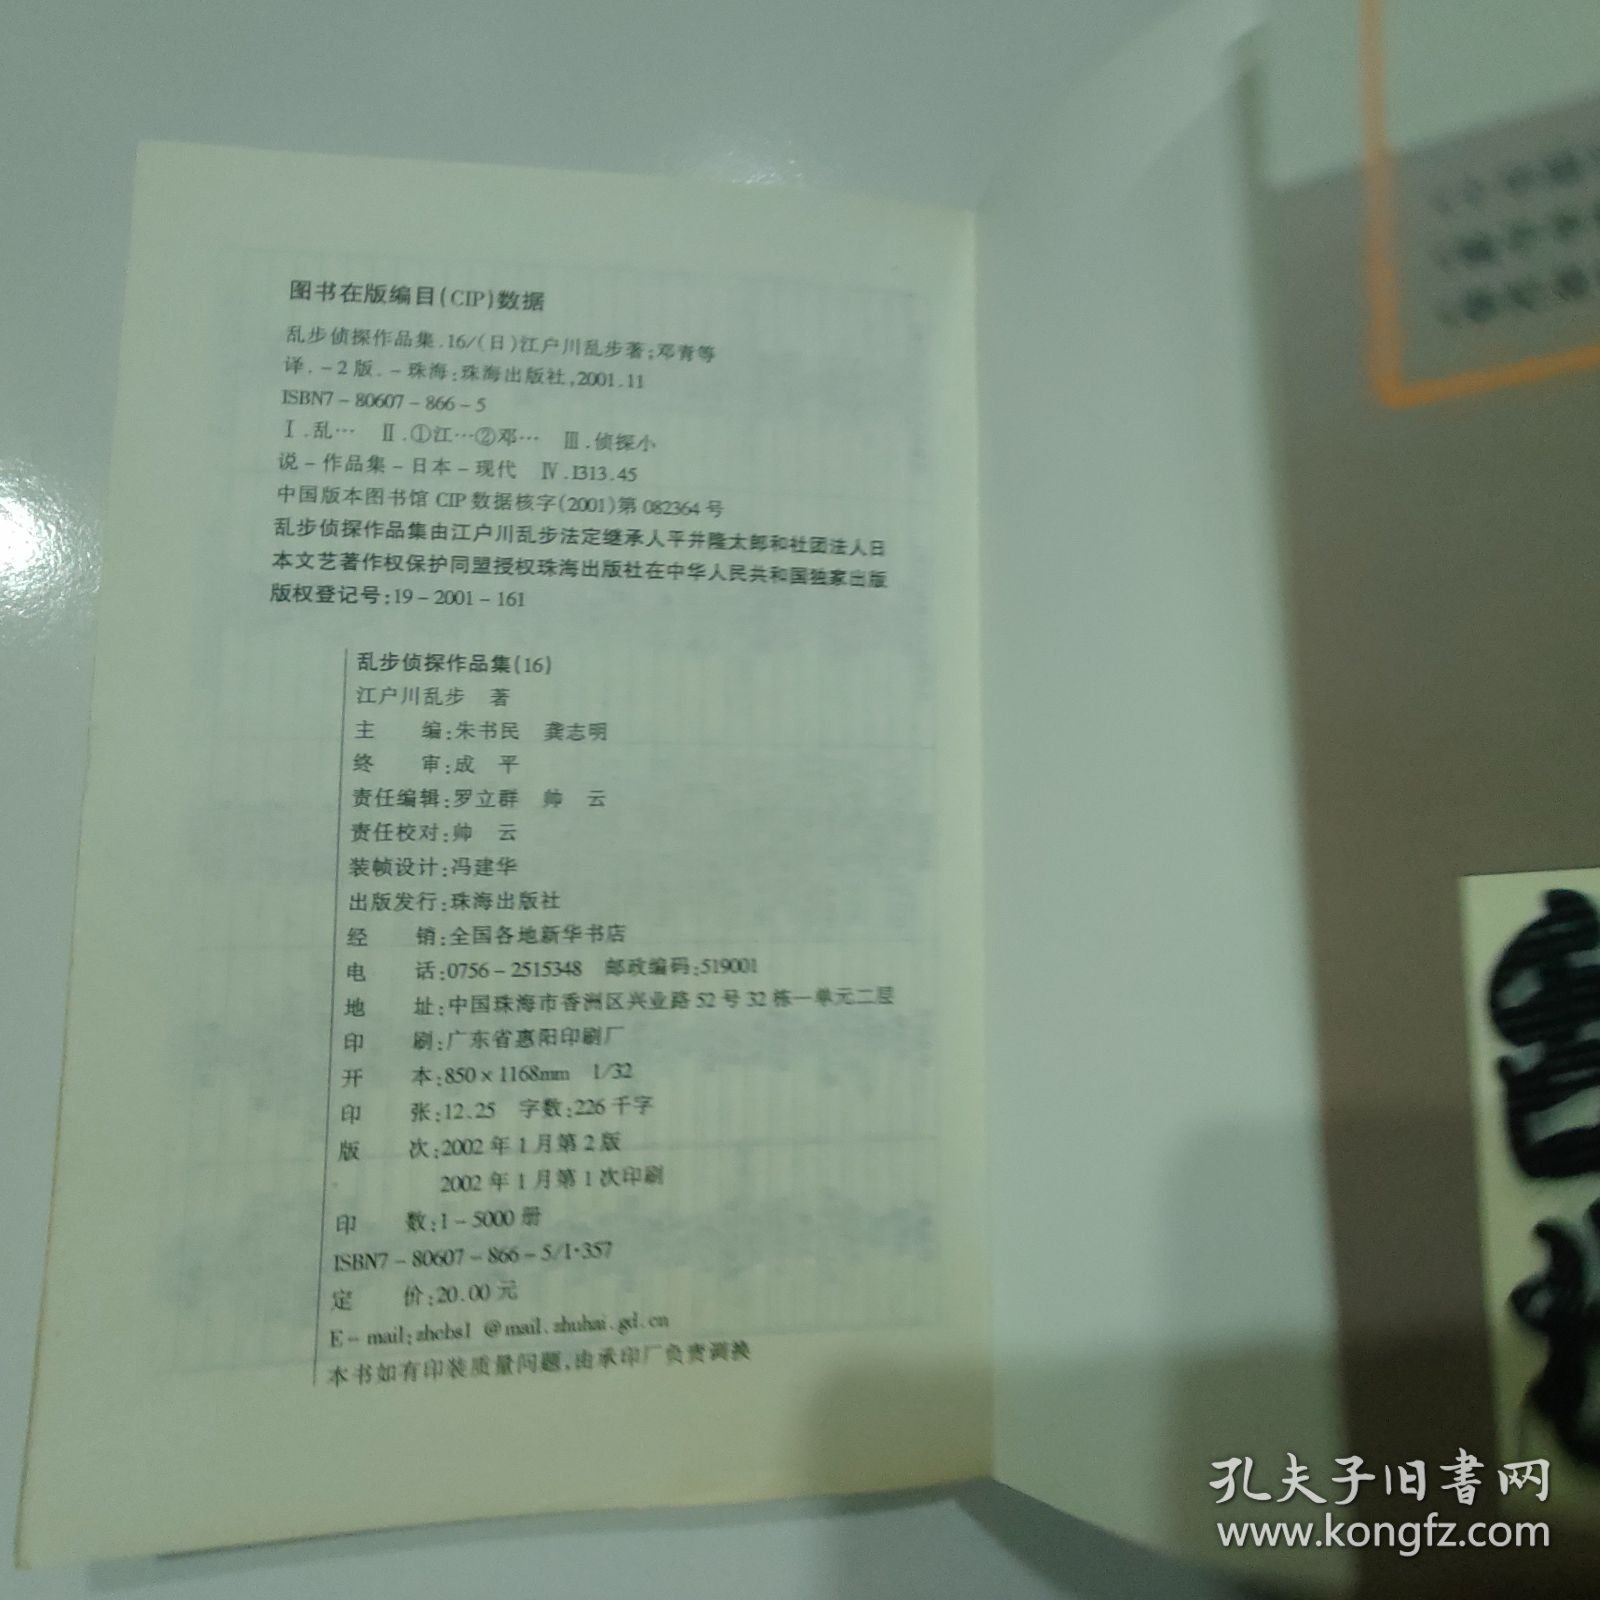 图书在版编目(CIP)数据
乱步侦探作品集.16/(日)江户川乱步著;邓青等
译.-2版.-珠海:珠海出版社,2001.11
ISBN7-80607-866-5
Ⅰ.乱… Ⅱ.①江…②邓… Ⅲ.侦探小
说-作品集-日本-现代 Ⅳ.I313.45
中国版本图书馆CIP数据核字(2001)第082364号
乱步侦探作品集由江户川乱步法定继承人平井隆太郎和社团法人日
本文艺著作权保护同盟授权珠海出版社在中华人民共和国独家出版
版权登记号:19-2001-161
乱步侦探作品集(16)
江户川乱步 著
主 编:朱书民 龚志明
终 审:成 平
责任编辑:罗立群 帅 云
责任校对:帅 云
装帧设计:冯建华
出版发行:珠海出版社
经 销:全国各地新华书店
电 话:0756-2515348 邮政编码:519001
地 址:中国珠海市香洲区兴业路52号32栋一单元二层
印 刷:广东省惠阳印刷厂
开 本:850×1168mm 1/32
印 张:12.25 字数:226千字
版 次:2002年1月第2版
2002年1月第1次印刷
印 数:1-5000册
ISBN7-80607-866-5/I·357
定 价:20.00元
E-mail:zhcbs1@mail.zhuhai.gd.cn
本书如有印装质量问题,由承印厂负责调换
孔夫子旧书网
www.kongfz.com